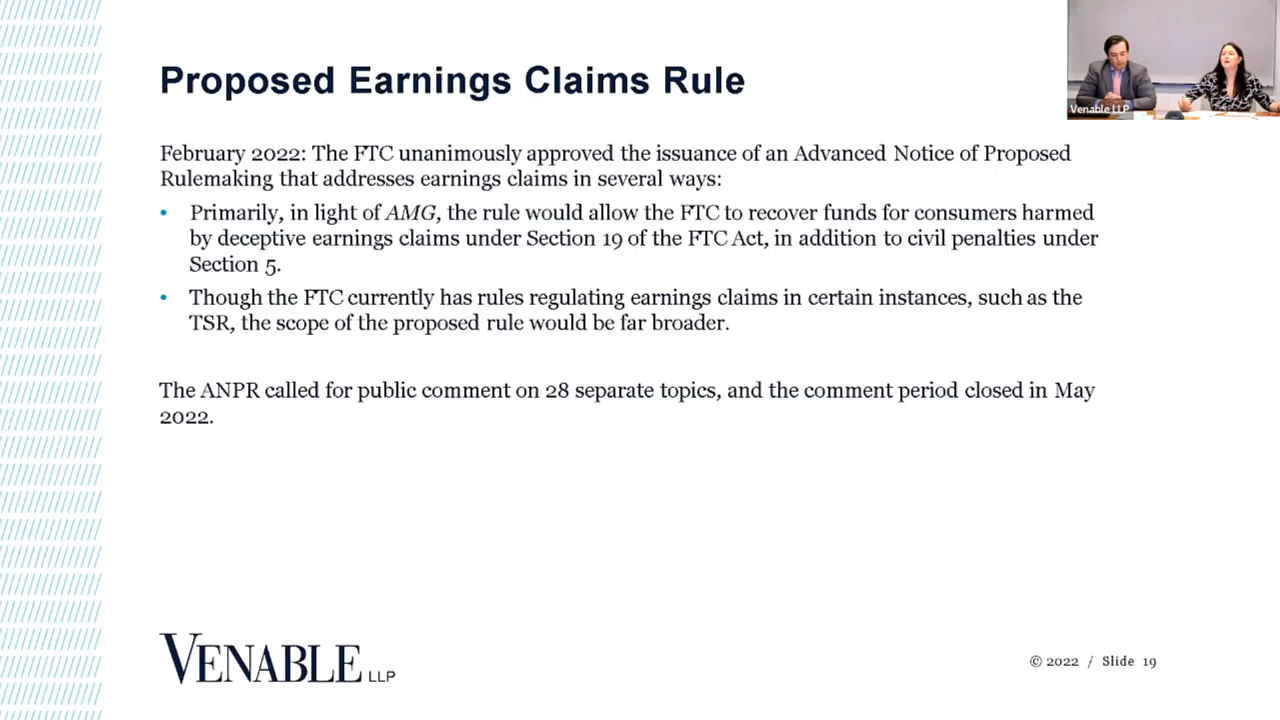 Proposed Earnings Claims Rule
Venable LLP
February 2022: The FTC unanimously approved the issuance of an Advanced Notice of Proposed
Rulemaking that addresses earnings claims in several ways:
• Primarily, in light of AMG, the rule would allow the FTC to recover funds for consumers harmed
by deceptive earnings claims under Section 19 of the FTC Act, in addition to civil penalties under
Section 5.
• Though the FTC currently has rules regulating earnings claims in certain instances, such as the
TSR, the scope of the proposed rule would be far broader.
The ANPR called for public comment on 28 separate topics, and the comment period closed in May
2022.
VENABLE LLP
© 2022 / Slide 19